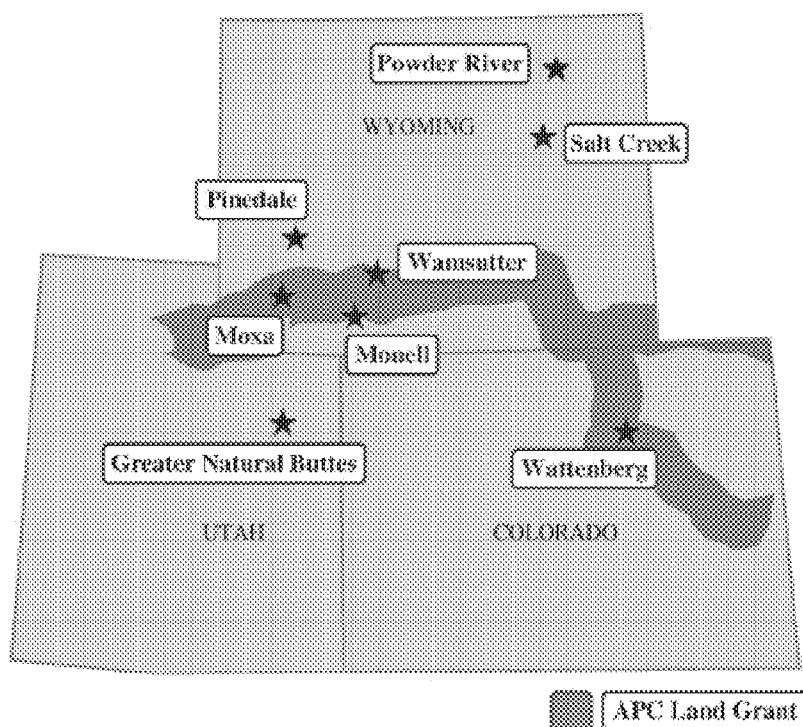 Powder River
WYOMING
Salt Creek
Pinedale
Wamsutter
Moxa
Monell
Greater Natural Buttes
Wattenberg
UTAH
COLORADO
APC Land Grant